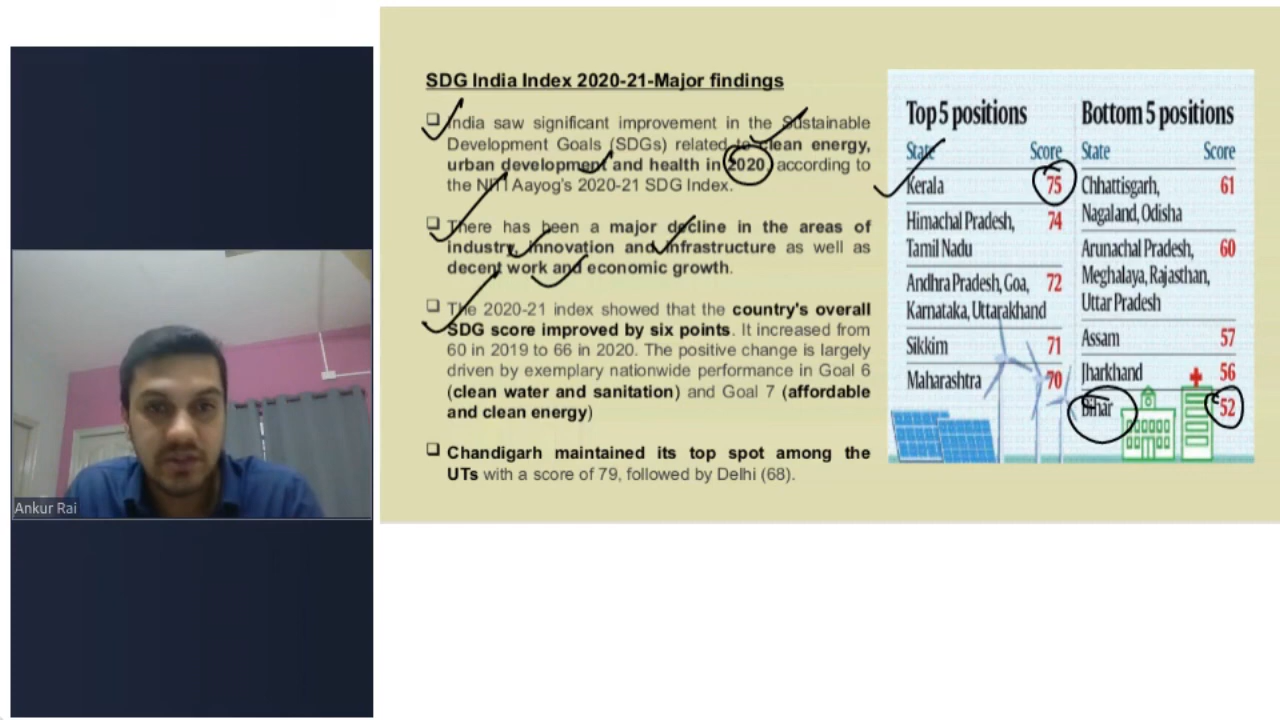 SDG India Index 2020-21-Major findings
❑ India saw significant improvement in the Sustainable
Development Goals (SDGs) related to clean energy,
urban development and health in 2020, according to
the NITI Aayog's 2020-21 SDG Index.
❑ There has been a major decline in the areas of
industry, innovation and infrastructure as well as
decent work and economic growth.
❑ The 2020-21 index showed that the country's overall
SDG score improved by six points. It increased from
60 in 2019 to 66 in 2020. The positive change is largely
driven by exemplary nationwide performance in Goal 6
(clean water and sanitation) and Goal 7 (affordable
and clean energy)
❑ Chandigarh maintained its top spot among the
UTs with a score of 79, followed by Delhi (68).
Top 5 positions
State Score
Kerala 75
Himachal Pradesh, 74
Tamil Nadu
Andhra Pradesh, Goa, 72
Karnataka, Uttarakhand
Sikkim 71
Maharashtra 70
Bottom 5 positions
State Score
Chhattisgarh, 61
Nagaland, Odisha
Arunachal Pradesh, 60
Meghalaya, Rajasthan,
Uttar Pradesh
Assam 57
Jharkhand 56
Bihar 52
Ankur Rai